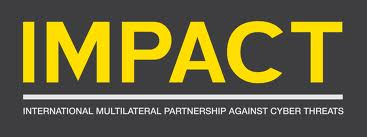 IMPACT
INTERNATIONAL MULTILATERAL PARTNERSHIP AGAINST CYBER THREATS